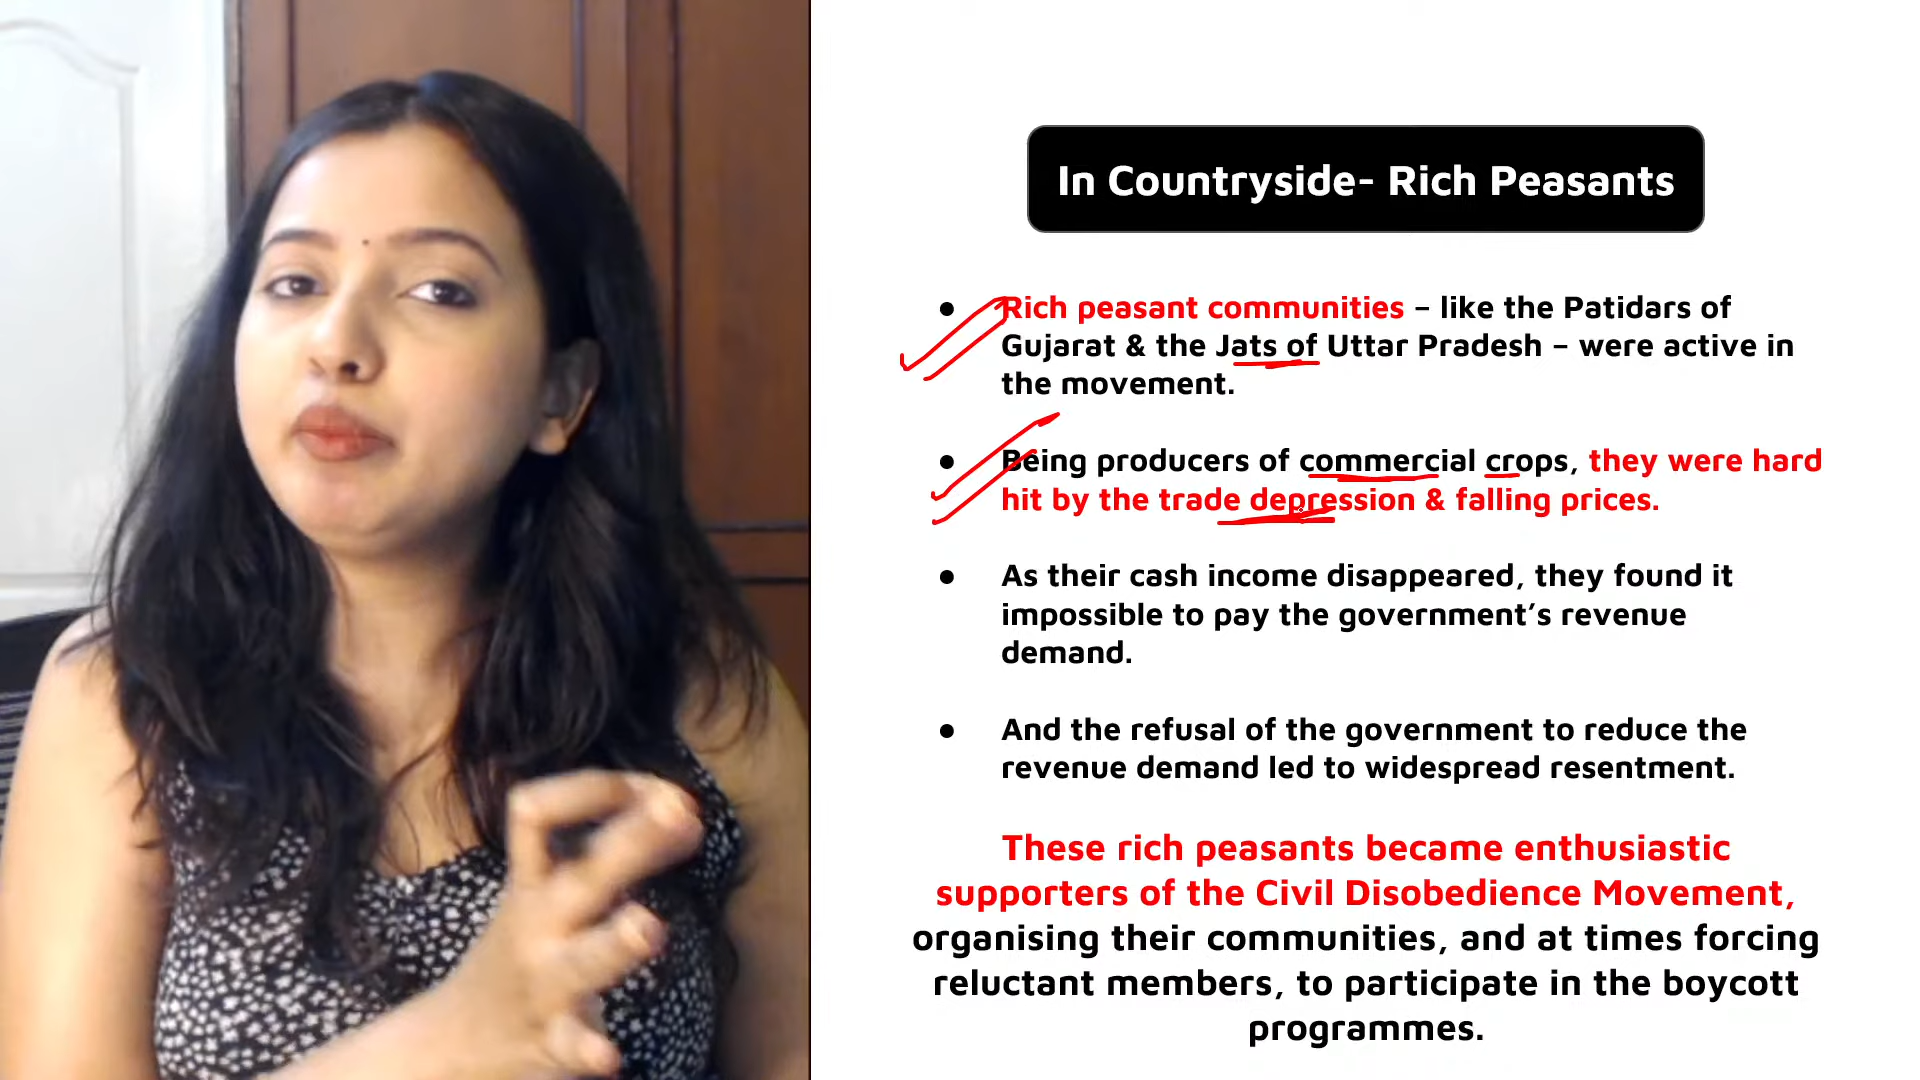 In Countryside- Rich Peasants
● Rich peasant communities – like the Patidars of
Gujarat & the Jats of Uttar Pradesh – were active in
the movement.
● Being producers of commercial crops, they were hard
hit by the trade depression & falling prices.
● As their cash income disappeared, they found it
impossible to pay the government’s revenue
demand.
● And the refusal of the government to reduce the
revenue demand led to widespread resentment.
These rich peasants became enthusiastic
supporters of the Civil Disobedience Movement,
organising their communities, and at times forcing
reluctant members, to participate in the boycott
programmes.